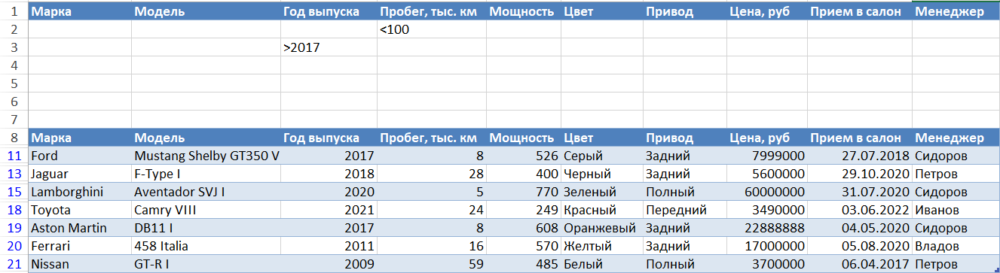 1 Марка Модель Год выпуска Пробег, тыс. км Мощность Цвет Привод Цена, руб Прием в салон Менеджер
2 <100
3 >2017
4
5
6
7
8 Марка Модель Год выпуска Пробег, тыс. км Мощность Цвет Привод Цена, руб Прием в салон Менеджер
11 Ford Mustang Shelby GT350 V 2017 8 526 Серый Задний 7999000 27.07.2018 Сидоров
13 Jaguar F-Type I 2018 28 400 Черный Задний 5600000 29.10.2020 Петров
15 Lamborghini Aventador SVJ I 2020 5 770 Зеленый Полный 60000000 31.07.2020 Сидоров
18 Toyota Camry VIII 2021 24 249 Красный Передний 3490000 03.06.2022 Иванов
19 Aston Martin DB11 I 2017 8 608 Оранжевый Задний 22888888 04.05.2020 Сидоров
20 Ferrari 458 Italia 2011 16 570 Желтый Задний 17000000 05.08.2020 Владов
21 Nissan GT-R I 2009 59 485 Белый Полный 3700000 06.04.2017 Петров